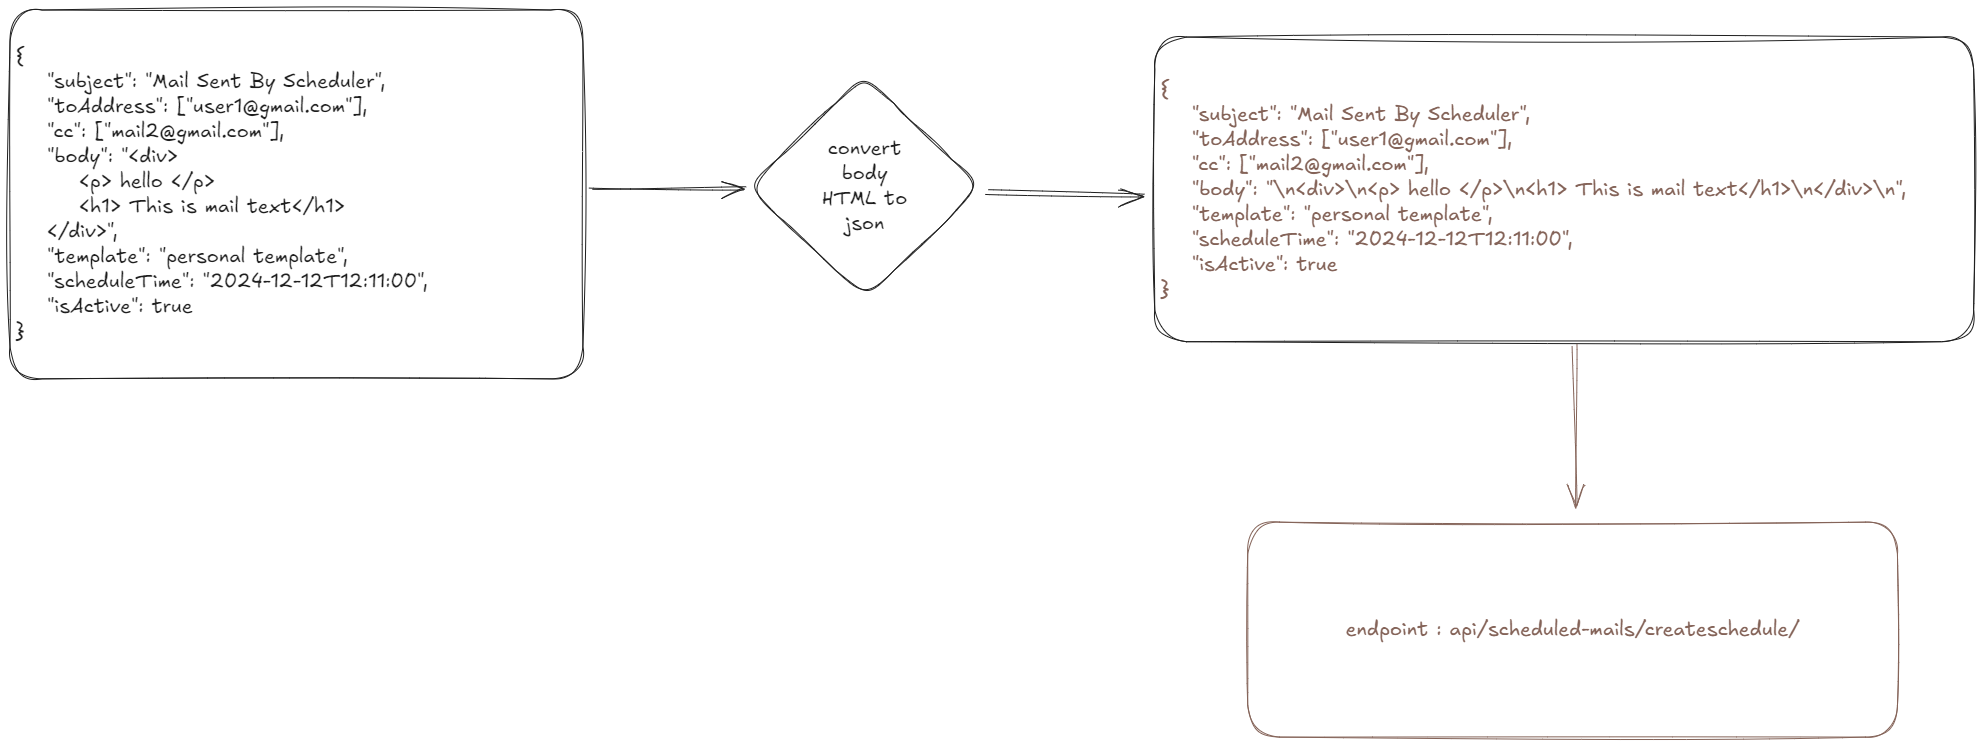 {
"subject": "Mail Sent By Scheduler",
"toAddress": ["user1@gmail.com"],
"cc": ["mail2@gmail.com"],
"body": "<div>
<p> hello </p>
<h1> This is mail text</h1>
</div>",
"template": "personal template",
"scheduleTime": "2024-12-12T12:11:00",
"isActive": true
}
convert
body
HTML to
json
{
"subject": "Mail Sent By Scheduler",
"toAddress": ["user1@gmail.com"],
"cc": ["mail2@gmail.com"],
"body": "\n<div>\n<p> hello </p>\n<h1> This is mail text</h1>\n</div>\n",
"template": "personal template",
"scheduleTime": "2024-12-12T12:11:00",
"isActive": true
}
endpoint : api/scheduled-mails/createschedule/